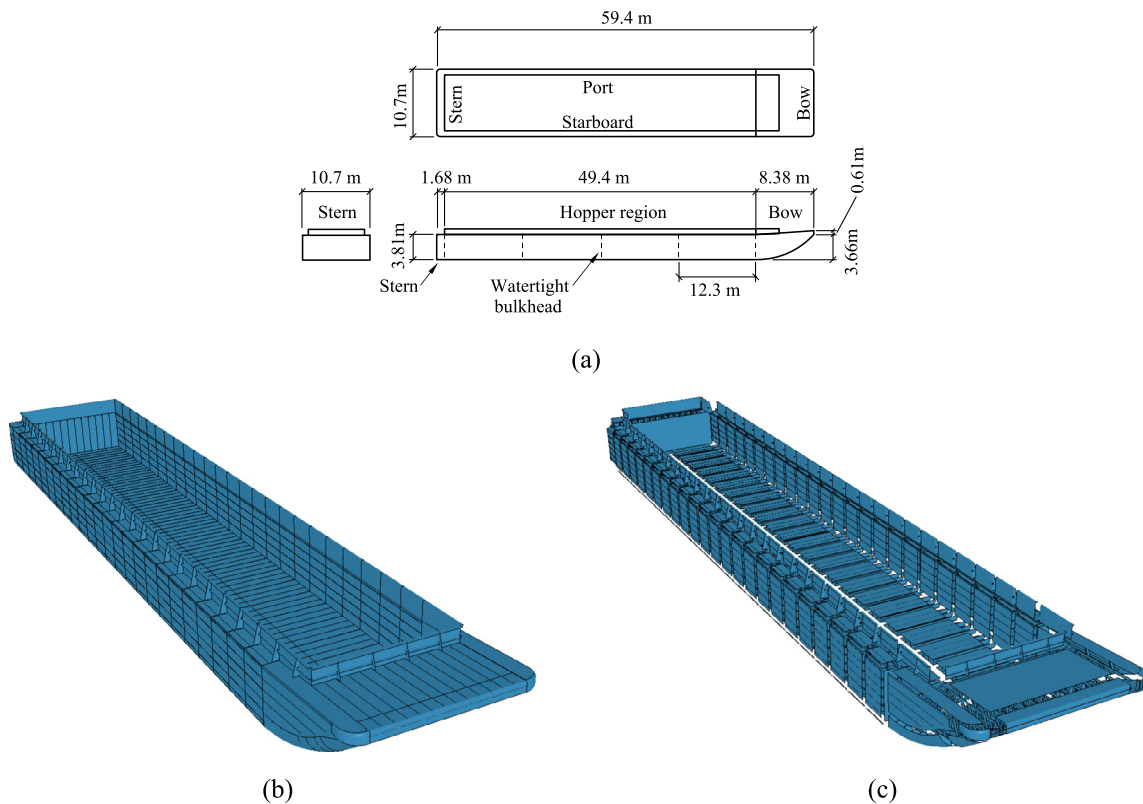 59.4 m
10.7m
Stern
Port
Starboard
Bow
10.7 m
1.68 m
49.4 m
8.38 m
0.61m
Stern
Hopper region
Bow
3.81m
3.66m
Stern
Watertight
bulkhead
12.3 m
(a)
(b)
(c)